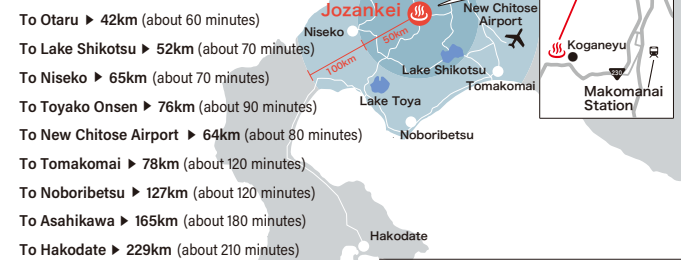 To Otaru ▶ 42km (about 60 minutes)
To Lake Shikotsu ▶ 52km (about 70 minutes)
To Niseko ▶ 65km (about 70 minutes)
To Toyako Onsen ▶ 76km (about 90 minutes)
To New Chitose Airport ▶ 64km (about 80 minutes)
To Tomakomai ▶ 78km (about 120 minutes)
To Noboribetsu ▶ 127km (about 120 minutes)
To Asahikawa ▶ 165km (about 180 minutes)
To Hakodate ▶ 229km (about 210 minutes)
Jozankei
New Chitose
Airport
Niseko
50km
100km
Lake Shikotsu
Tomakomai
Lake Toya
Noboribetsu
Hakodate
Koganeyu
230
Makomanai
Station